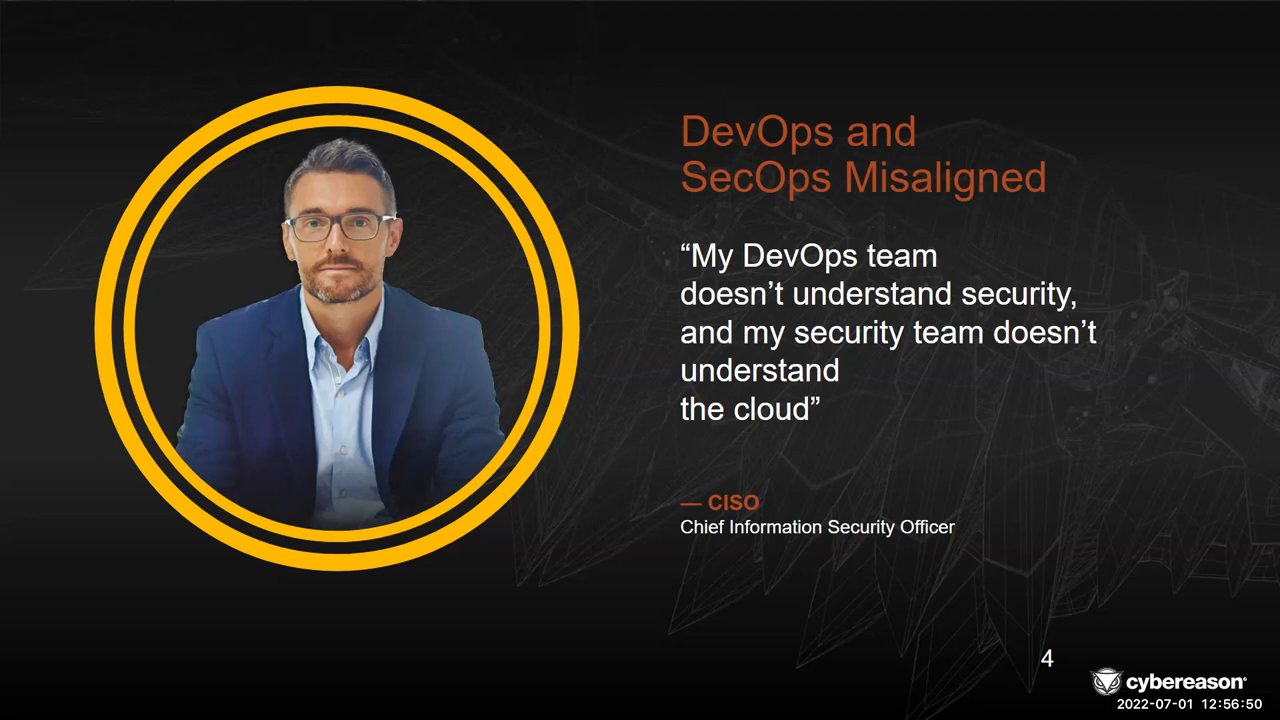 DevOps and
SecOps Misaligned
“My DevOps team
doesn’t understand security,
and my security team doesn’t
understand
the cloud”
— CISO
Chief Information Security Officer
4
cybereason®
2022-07-01 12:56:50